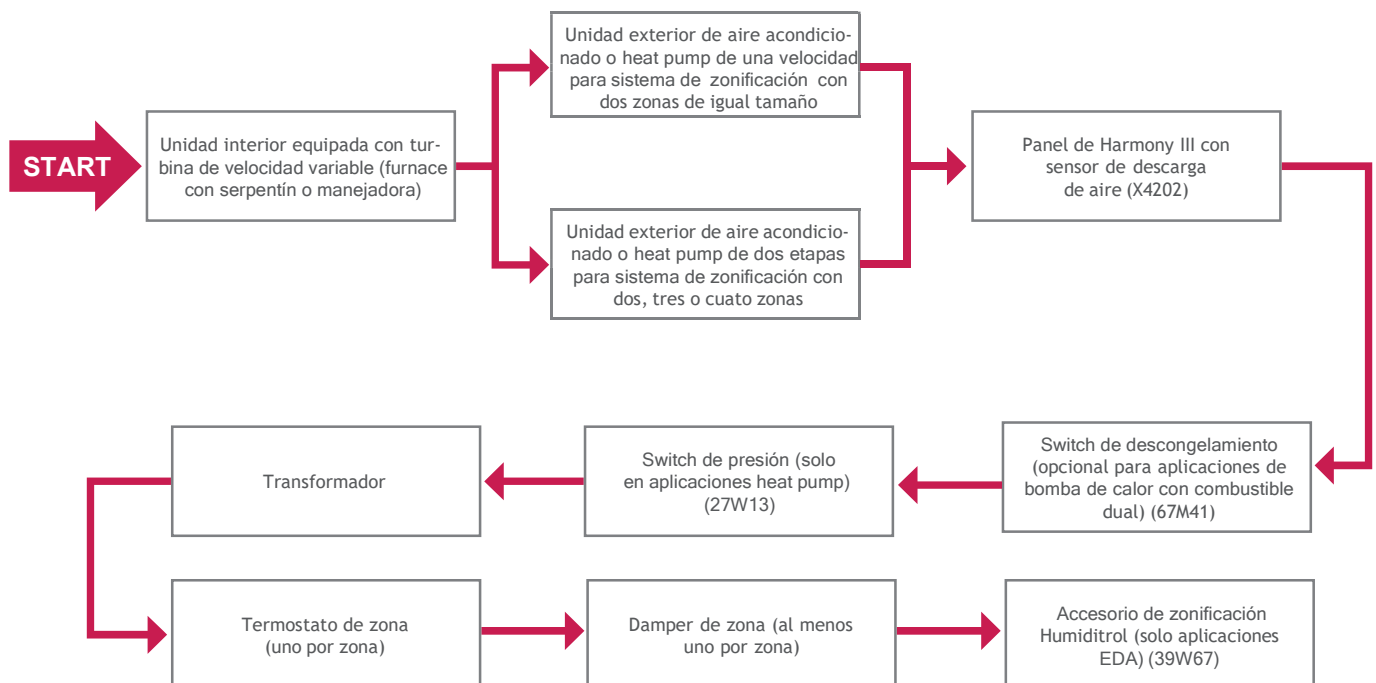 START
Unidad interior equipada con tur-
bina de velocidad variable (furnace
con serpentín o manejadora)
Unidad exterior de aire acondicio-
nado o heat pump de una velocidad
para sistema de zonificación con
dos zonas de igual tamaño
Unidad exterior de aire acondicio-
nado o heat pump de dos etapas
para sistema de zonificación con
dos, tres o cuato zonas
Panel de Harmony III con
sensor de descarga
de aire (X4202)
Switch de descongelamiento
(opcional para aplicaciones de
bomba de calor con combustible
dual) (67M41)
Switch de presión (solo
en aplicaciones heat pump)
(27W13)
Transformador
Termostato de zona
(uno por zona)
Damper de zona (al menos
uno por zona)
Accesorio de zonificación
Humiditrol (solo aplicaciones
EDA) (39W67)